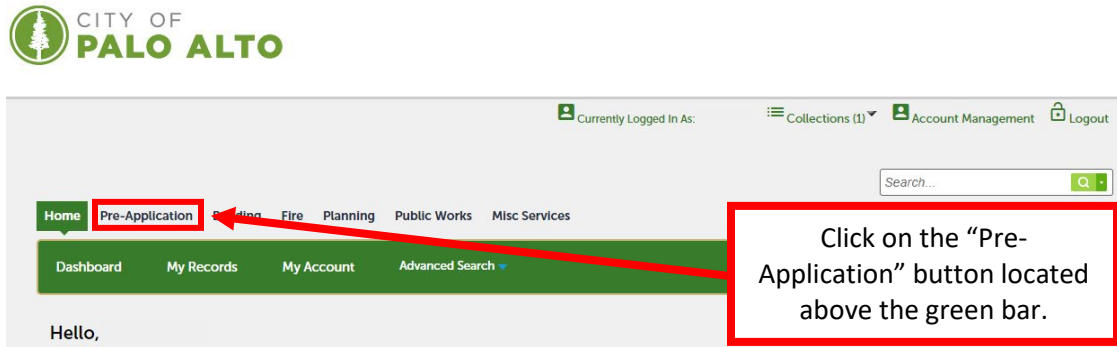 CITY OF
PALO ALTO
Currently Logged In As:
Collections (1)
Account Management
Logout
Search...
Home
Pre-Application
Building
Fire
Planning
Public Works
Misc Services
Dashboard
My Records
My Account
Advanced Search
Click on the “Pre-
Application” button located
above the green bar.
Hello,